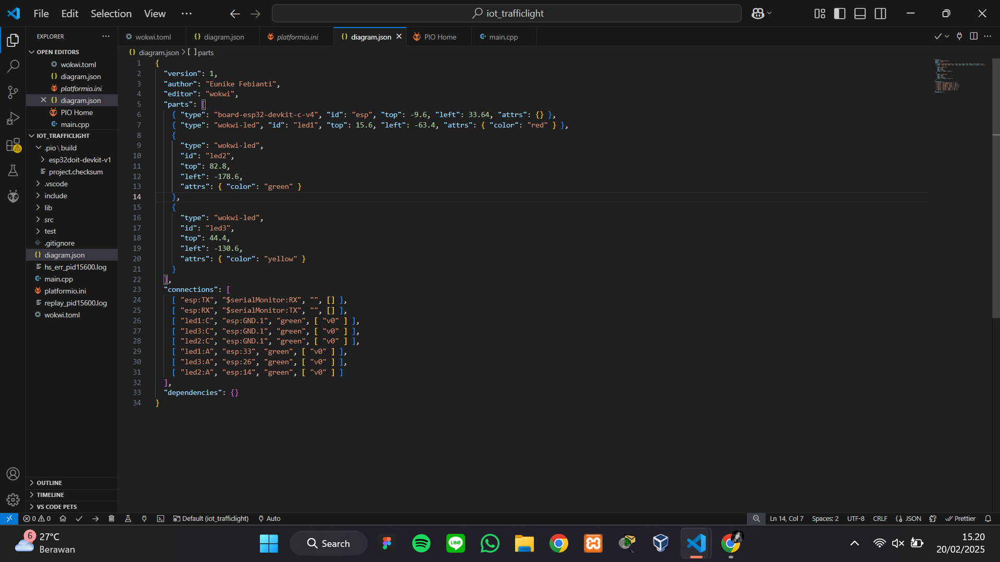 File Edit Selection View
iot_trafficlight
EXPLORER
OPEN EDITORS
wokwi.toml
diagram.json
platformio.ini
diagram.json
PIO Home
main.cpp
IOT_TRAFFICLIGHT
.pio\build
esp32doit-devkit-v1
project.checksum
.vscode
include
lib
src
test
.gitignore
diagram.json
hs_err_pid15600.log
main.cpp
platformio.ini
replay_pid15600.log
wokwi.toml
OUTLINE
TIMELINE
VS CODE PETS
wokwi.toml diagram.json platformio.ini diagram.json PIO Home main.cpp
diagram.json > [ ] parts
1 {
2 "version": 1,
3 "author": "Eunike Febianti",
4 "editor": "wokwi",
5 "parts": [
6 { "type": "board-esp32-devkit-c-v4", "id": "esp", "top": -9.6, "left": 33.64, "attrs": {} },
7 { "type": "wokwi-led", "id": "led1", "top": 15.6, "left": -63.4, "attrs": { "color": "red" } },
8 {
9 "type": "wokwi-led",
10 "id": "led2",
11 "top": 82.8,
12 "left": -178.6,
13 "attrs": { "color": "green" }
14 },
15 {
16 "type": "wokwi-led",
17 "id": "led3",
18 "top": 44.4,
19 "left": -130.6,
20 "attrs": { "color": "yellow" }
21 }
22 ],
23 "connections": [
24 [ "esp:TX", "$serialMonitor:RX", "", [] ],
25 [ "esp:RX", "$serialMonitor:TX", "", [] ],
26 [ "led1:C", "esp:GND.1", "green", [ "v0" ] ],
27 [ "led3:C", "esp:GND.1", "green", [ "v0" ] ],
28 [ "led2:C", "esp:GND.1", "green", [ "v0" ] ],
29 [ "led1:A", "esp:33", "green", [ "v0" ] ],
30 [ "led3:A", "esp:26", "green", [ "v0" ] ],
31 [ "led2:A", "esp:14", "green", [ "v0" ] ]
32 ],
33 "dependencies": {}
34 }
0 0 Default (iot_trafficlight) Auto Ln 14, Col 7 Spaces: 2 UTF-8 CRLF {} JSON Prettier
6 27°C
Berawan
Search
LINE
15.20
20/02/2025